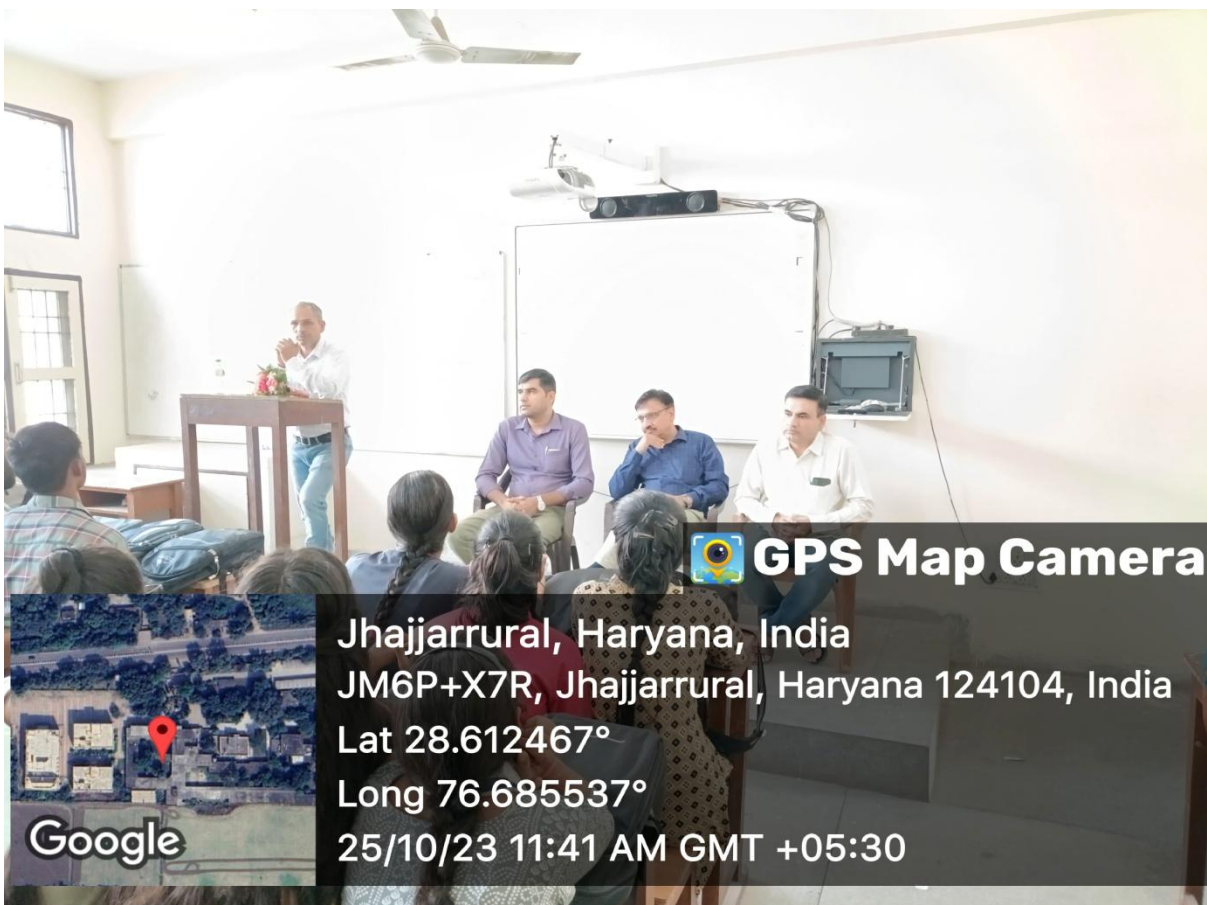 GPS Map Camera
Jhajjarrural, Haryana, India
JM6P+X7R, Jhajjarrural, Haryana 124104, India
Lat 28.612467°
Long 76.685537°
25/10/23 11:41 AM GMT +05:30
Google